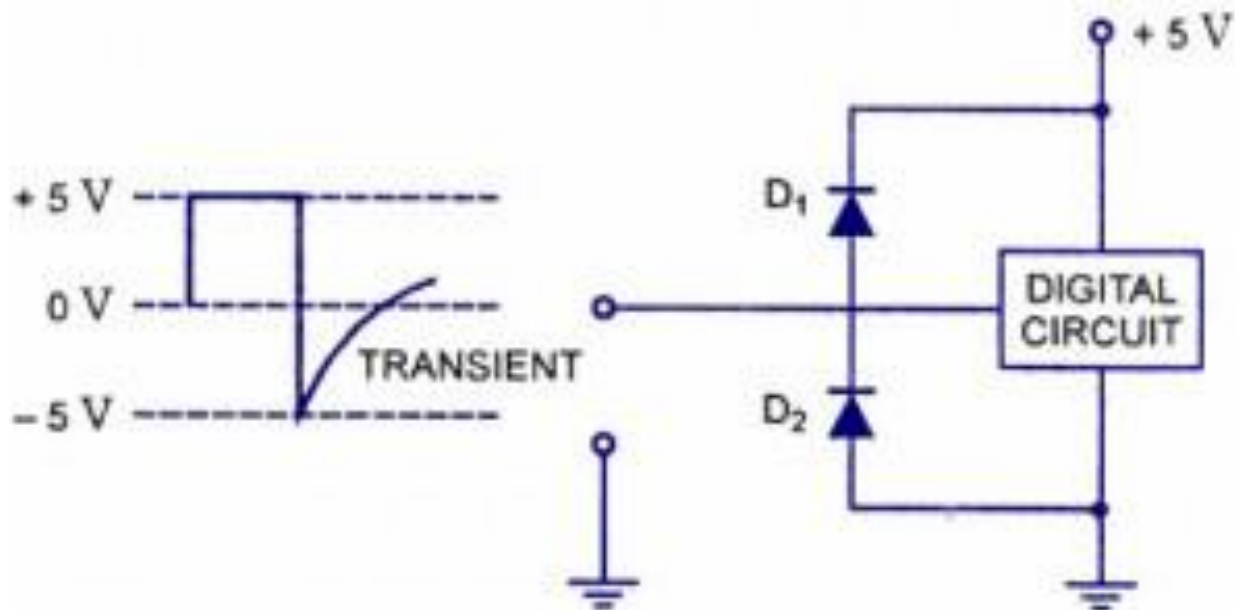 + 5 V
+ 5 V
D₁
0 V
DIGITAL
CIRCUIT
TRANSIENT
– 5 V
D₂